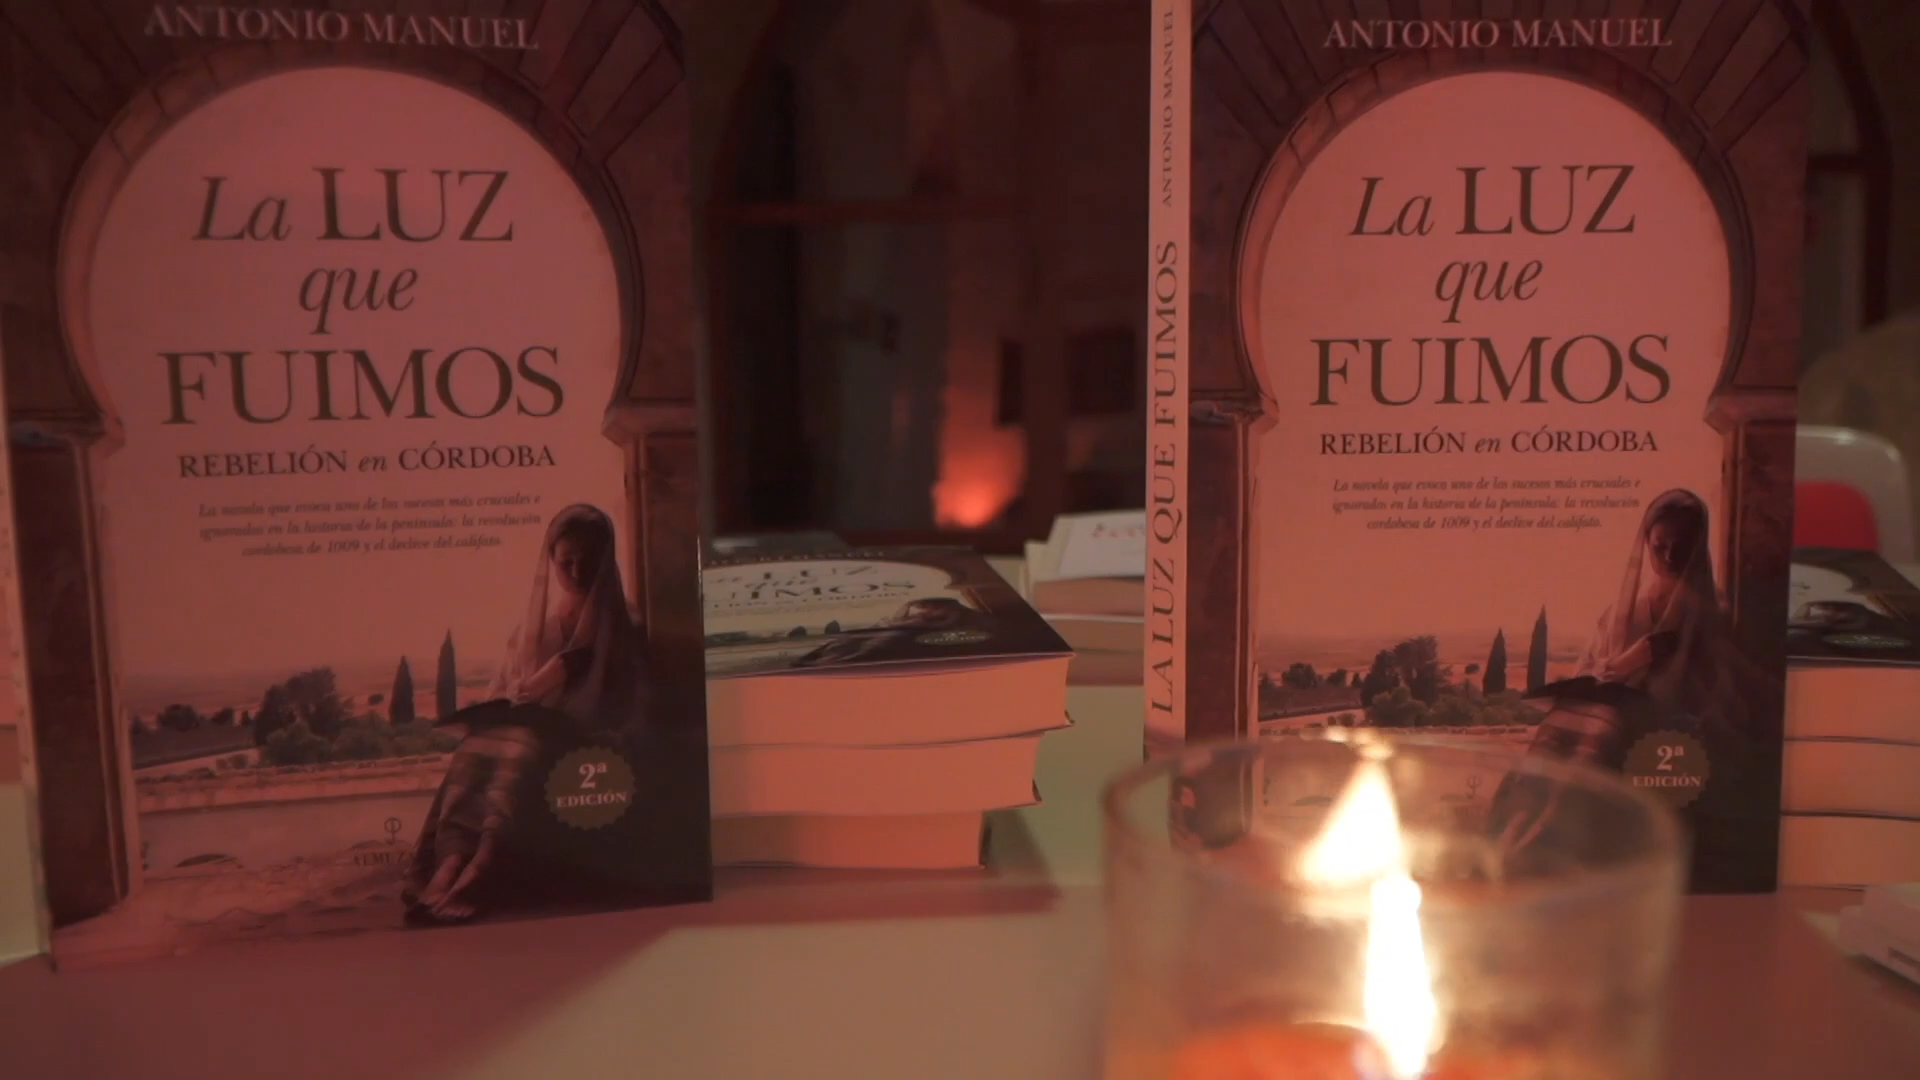 ANTONIO MANUEL
La LUZ
que
FUIMOS
REBELIÓN en CÓRDOBA
La novela que evoca uno de los sucesos más cruciales e
ignorados en la historia de la península: la revolución
cordobesa de 1009 y el declive del califato.
2ª
EDICIÓN
ALMUZARA
LUZ
que
FUIMOS
LA LUZ QUE FUIMOS ANTONIO MANUEL
ANTONIO MANUEL
La LUZ
que
FUIMOS
REBELIÓN en CÓRDOBA
La novela que evoca uno de los sucesos más cruciales e
ignorados en la historia de la península: la revolución
cordobesa de 1009 y el declive del califato.
2ª
EDICIÓN